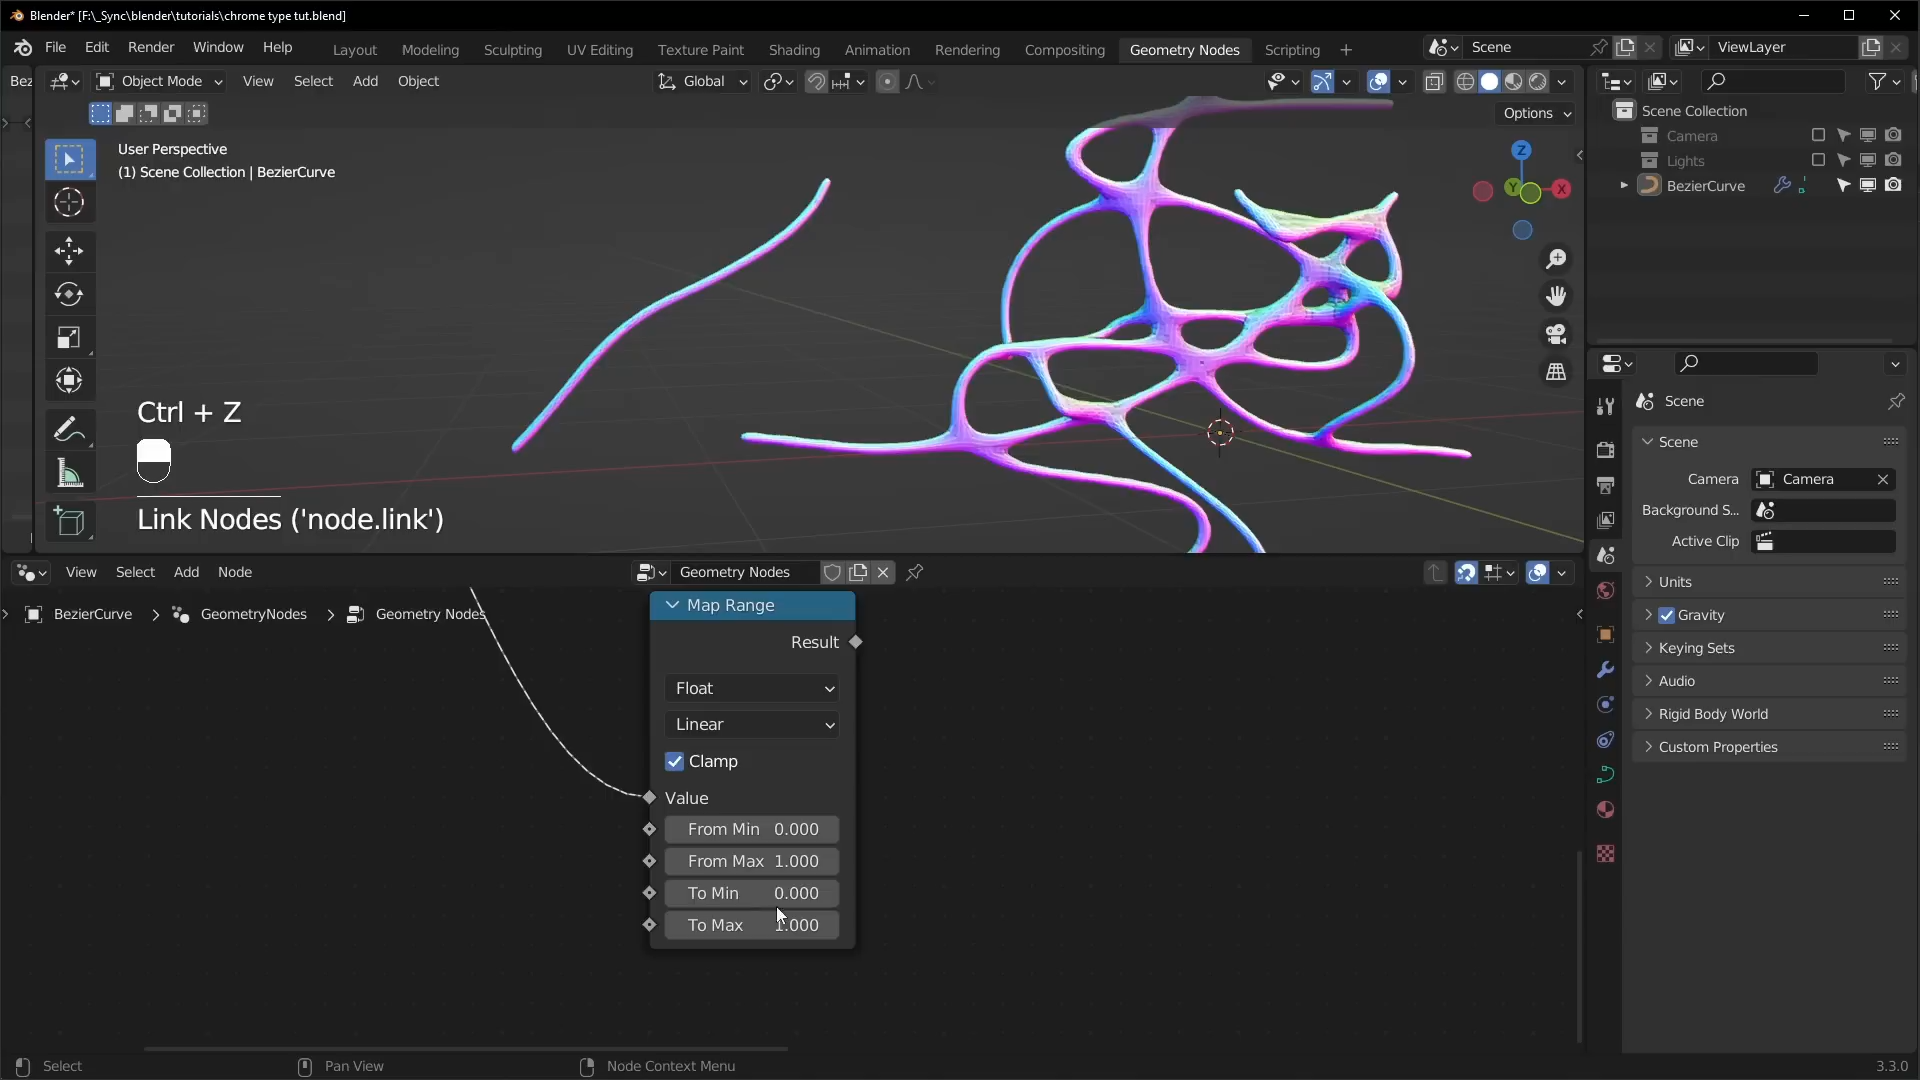 Blender* [F:\_Sync\blender\tutorials\chrome type tut.blend]
File Edit Render Window Help
Layout Modeling Sculpting UV Editing Texture Paint Shading Animation Rendering Compositing Geometry Nodes Scripting +
Scene
ViewLayer
Bez
Object Mode
View Select Add Object
Global
Options
User Perspective
(1) Scene Collection | BezierCurve
Z
Y
X
Ctrl + Z
Link Nodes ('node.link')
Scene Collection
Camera
Lights
BezierCurve
Scene
Scene
Camera Camera
Background S...
Active Clip
Units
Gravity
Keying Sets
Audio
Rigid Body World
Custom Properties
View Select Add Node
Geometry Nodes
BezierCurve > GeometryNodes > Geometry Nodes
Map Range
Result
Float
Linear
Clamp
Value
From Min 0.000
From Max 1.000
To Min 0.000
To Max 1.000
Select
Pan View
Node Context Menu
3.3.0